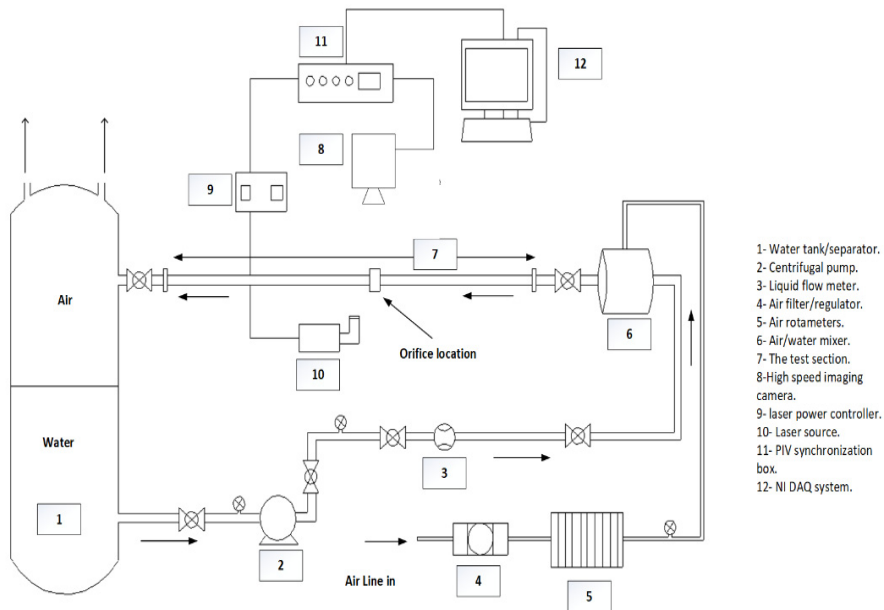 11
12
8
9
7
Air
6
Orifice location
10
Water
3
1
2
Air Line in
4
5
1- Water tank/separator.
2- Centrifugal pump.
3- Liquid flow meter.
4- Air filter/regulator.
5- Air rotameters.
6- Air/water mixer.
7- The test section.
8-High speed imaging
camera.
9- laser power controller.
10- Laser source.
11- PIV synchronization
box.
12- NI DAQ system.